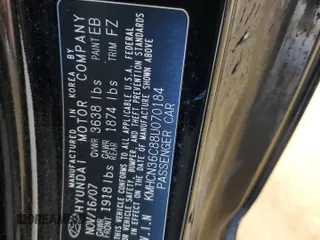 MANUFACTURED IN KOREA BY
HYUNDAI MOTOR COMPANY
NOV/16/07 GVWR 3638 lbs PAINT EB
GAWR FRONT 1918 lbs GAWR REAR 1874 lbs TRIM FZ
THIS VEHICLE CONFORMS TO ALL APPLICABLE U.S.A. FEDERAL
MOTOR VEHICLE SAFETY, BUMPER, AND THEFT PREVENTION STANDARDS
IN EFFECT ON THE DATE OF MANUFACTURE SHOWN ABOVE.
V.I.N KMHCN36C88U070184
PASSENGER CAR